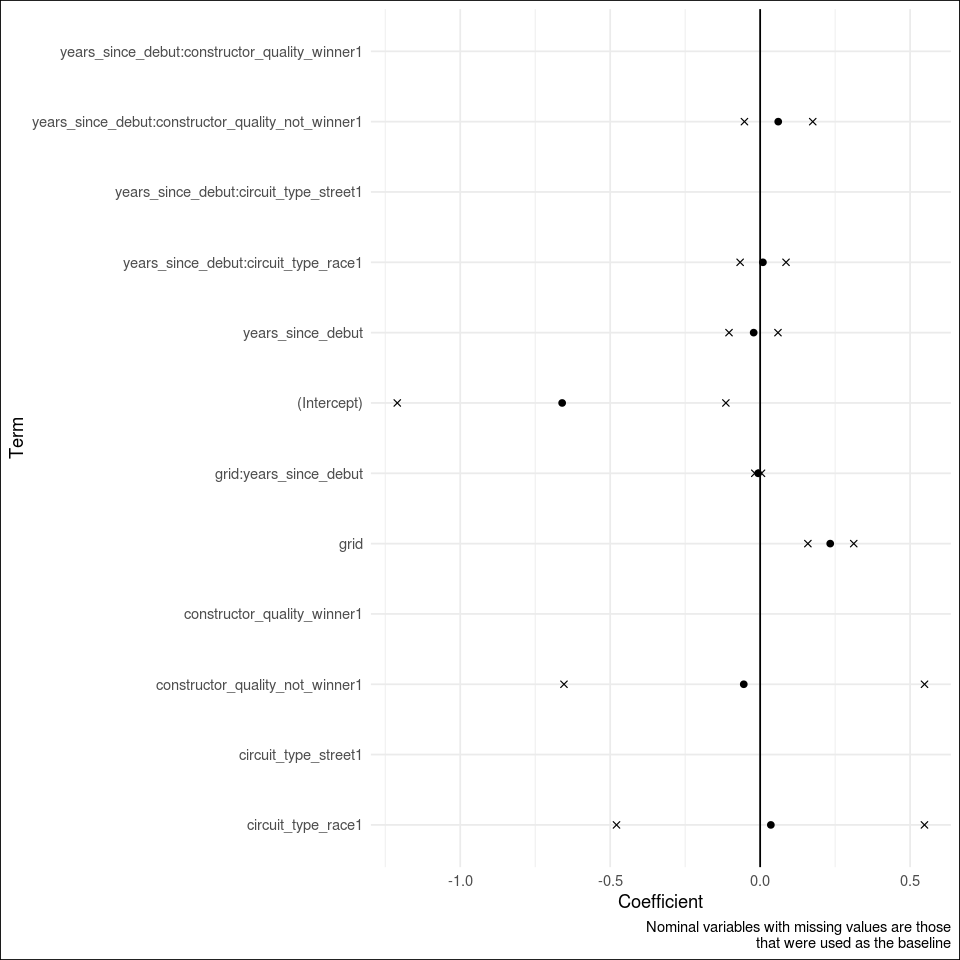 years_since_debut:constructor_quality_winner1
years_since_debut:constructor_quality_not_winner1
years_since_debut:circuit_type_street1
years_since_debut:circuit_type_race1
years_since_debut
(Intercept)
grid:years_since_debut
grid
constructor_quality_winner1
constructor_quality_not_winner1
circuit_type_street1
circuit_type_race1
Term
-1.0 -0.5 0.0 0.5
Coefficient
Nominal variables with missing values are those
that were used as the baseline